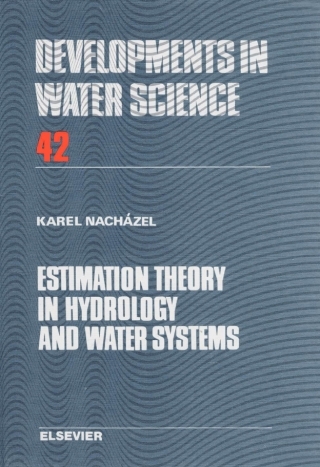 DEVELOPMENTS IN
WATER SCIENCE
42
KAREL NACHÁZEL
ESTIMATION THEORY
IN HYDROLOGY
AND WATER SYSTEMS
ELSEVIER